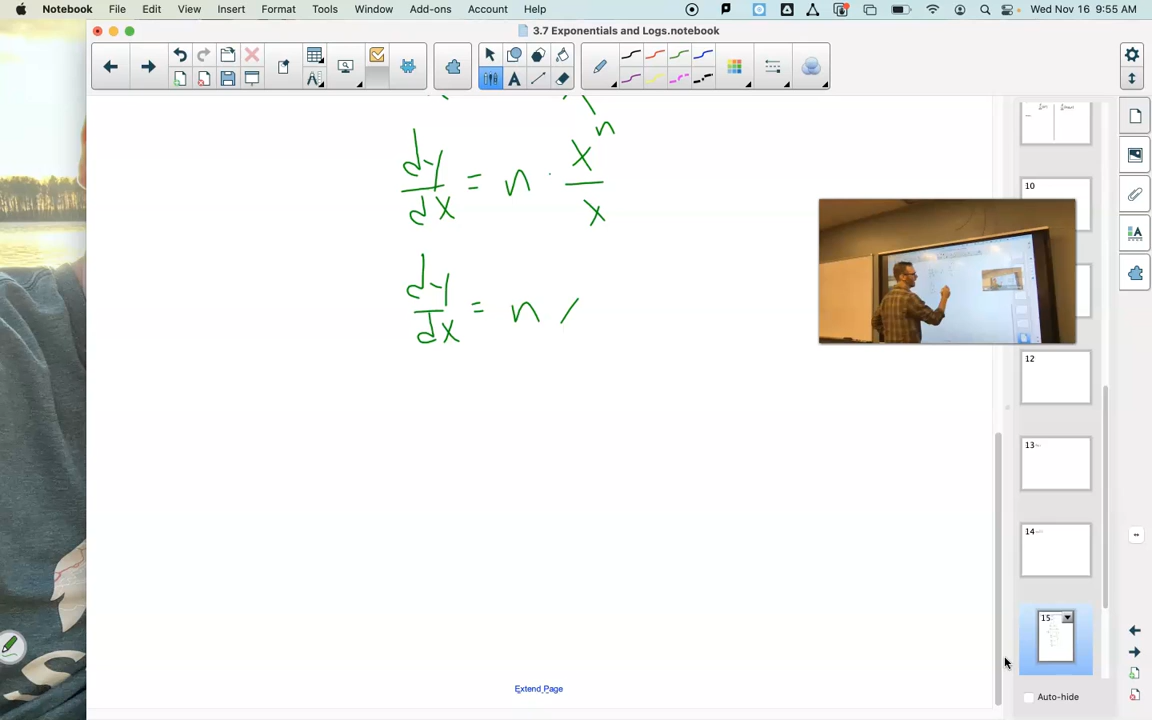 Notebook File Edit View Insert Format Tools Window Add-ons Account Help Wed Nov 16 9:55 AM
3.7 Exponentials and Logs.notebook
dy/dx = n · x^n/x
dy/dx = n
10
12
13
14
15
Extend Page
Auto-hide